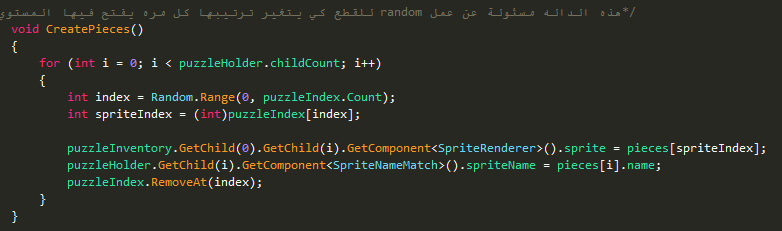 هذه الداله مسئولة عن عمل random للقطع كي يتغير ترتيبها كل مره يفتح فيها المستوي*/
void CreatePieces()
{
for (int i = 0; i < puzzleHolder.childCount; i++)
{
int index = Random.Range(0, puzzleIndex.Count);
int spriteIndex = (int)puzzleIndex[index];
puzzleInventory.GetChild(0).GetChild(i).GetComponent<SpriteRenderer>().sprite = pieces[spriteIndex];
puzzleHolder.GetChild(i).GetComponent<SpriteNameMatch>().spriteName = pieces[i].name;
puzzleIndex.RemoveAt(index);
}
}